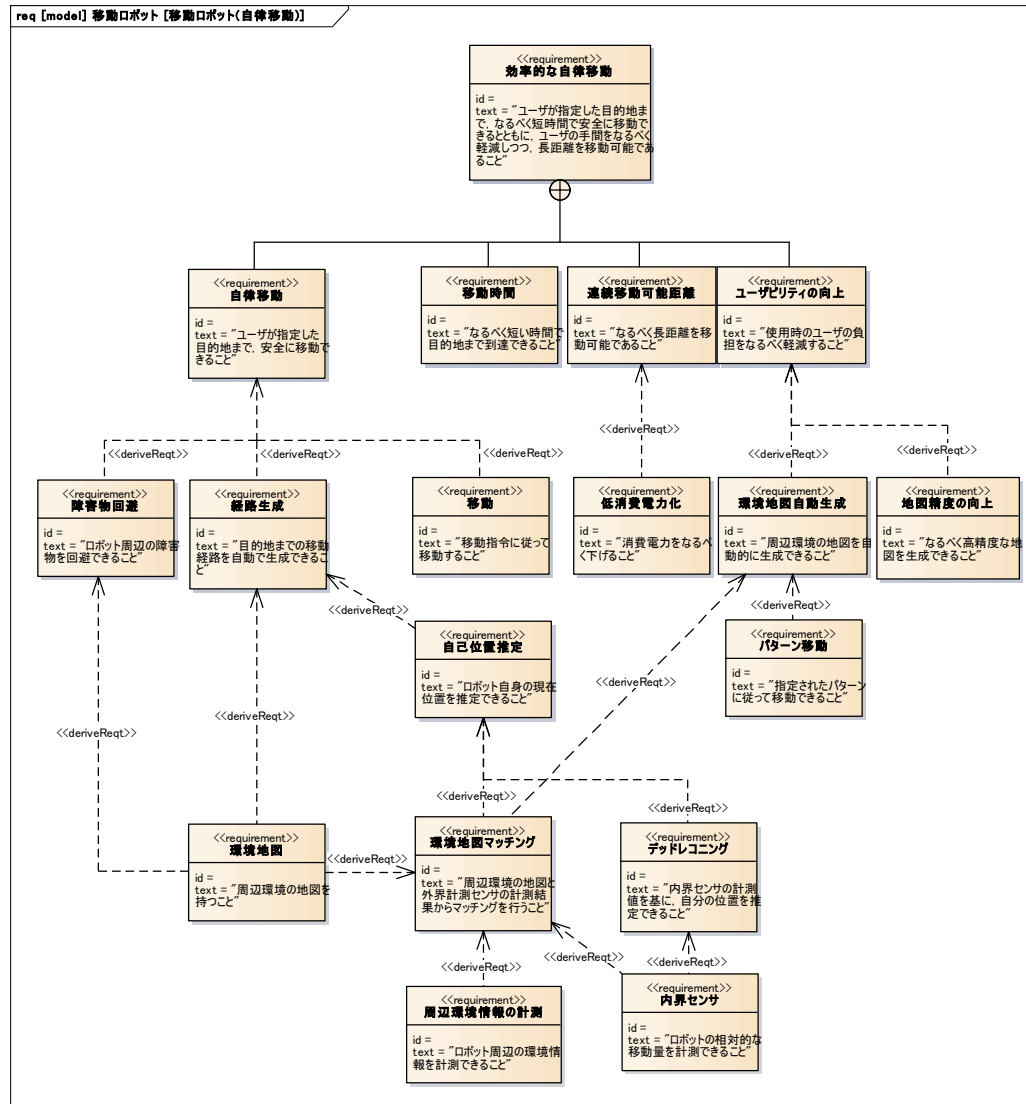 req [model] 移動ロボット [移動ロボット(自律移動)]
<<requirement>>
効率的な自律移動
id =
text = "ユーザが指定した目的地ま
で, なるべく短時間で安全に移動で
きるとともに, ユーザの手間をなるべく
軽減しつつ, 長距離を移動可能であ
ること"
<<requirement>>
自律移動
id =
text = "ユーザが指定した
目的地まで, 安全に移動で
きること"
<<requirement>>
移動時間
id =
text = "なるべく短い時間で
目的地まで到達できること"
<<requirement>>
連続移動可能距離
id =
text = "なるべく長距離を移
動可能であること"
<<requirement>>
ユーザビリティの向上
id =
text = "使用時のユーザの負
担をなるべく軽減すること"
<<deriveReqt>>
<<deriveReqt>>
<<deriveReqt>>
<<deriveReqt>>
<<deriveReqt>>
<<deriveReqt>>
<<requirement>>
障害物回避
id =
text = "ロボット周辺の障害
物を回避できること"
<<requirement>>
経路生成
id =
text = "目的地までの移動
経路を自動で生成できるこ
と"
<<requirement>>
移動
id =
text = "移動指令に従って
移動すること"
<<requirement>>
低消費電力化
id =
text = "消費電力をなるべ
く下げること"
<<requirement>>
環境地図自動生成
id =
text = "周辺環境の地図を自
動的に生成できること"
<<requirement>>
地図精度の向上
id =
text = "なるべく高精度な地
図を生成できること"
<<deriveReqt>>
<<deriveReqt>>
<<requirement>>
自己位置推定
id =
text = "ロボット自身の現在
位置を推定できること"
<<requirement>>
パターン移動
id =
text = "指定されたパターン
に従って移動できること"
<<deriveReqt>>
<<deriveReqt>>
<<deriveReqt>>
<<deriveReqt>>
<<deriveReqt>>
<<requirement>>
環境地図
id =
text = "周辺環境の地図を
持つこと"
<<deriveReqt>>
<<requirement>>
環境地図マッチング
id =
text = "周辺環境の地図と
外界計測センサの計測結
果からマッチングを行うこと"
<<requirement>>
デッドレコニング
id =
text = "内界センサの計測
値を基に, 自分の位置を推
定できること"
<<deriveReqt>>
<<deriveReqt>>
<<deriveReqt>>
<<requirement>>
周辺環境情報の計測
id =
text = "ロボット周辺の環境情
報を計測できること"
<<requirement>>
内界センサ
id =
text = "ロボットの相対的な
移動量を計測できること"